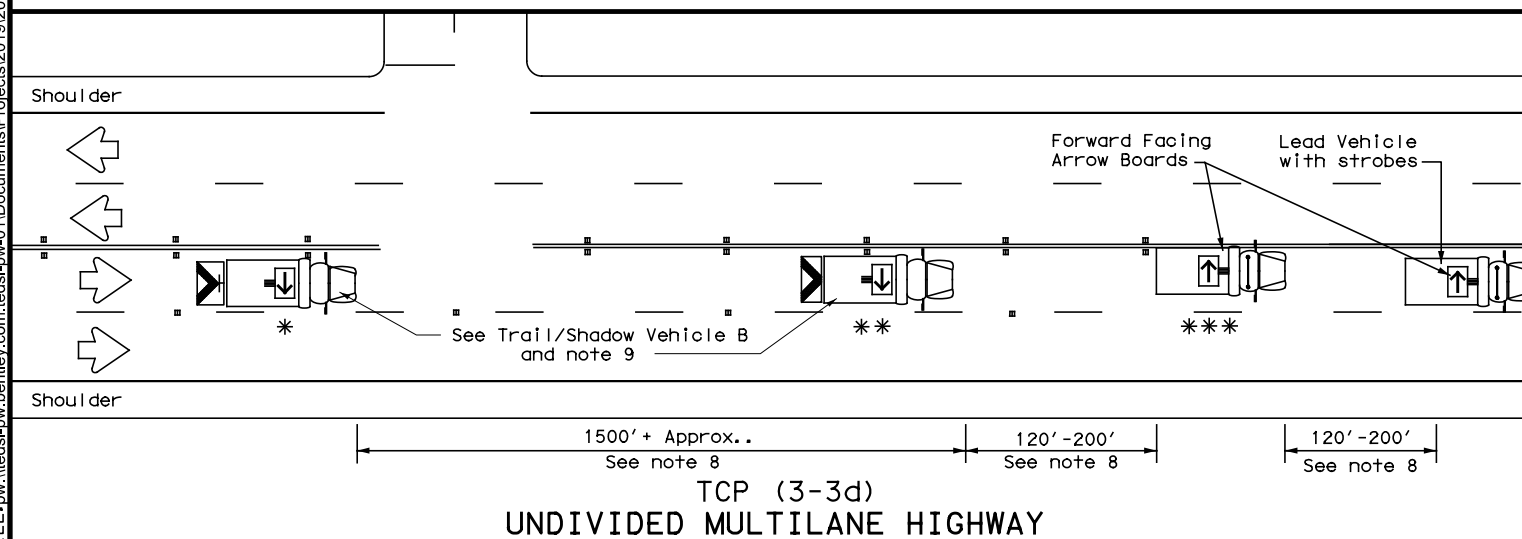 Shoulder
Forward Facing
Arrow Boards
Lead Vehicle
with strobes
*
**
***
See Trail/Shadow Vehicle B
and note 9
Shoulder
1500'+ Approx..
See note 8
120'-200'
See note 8
120'-200'
See note 8
TCP (3-3d)
UNDIVIDED MULTILANE HIGHWAY